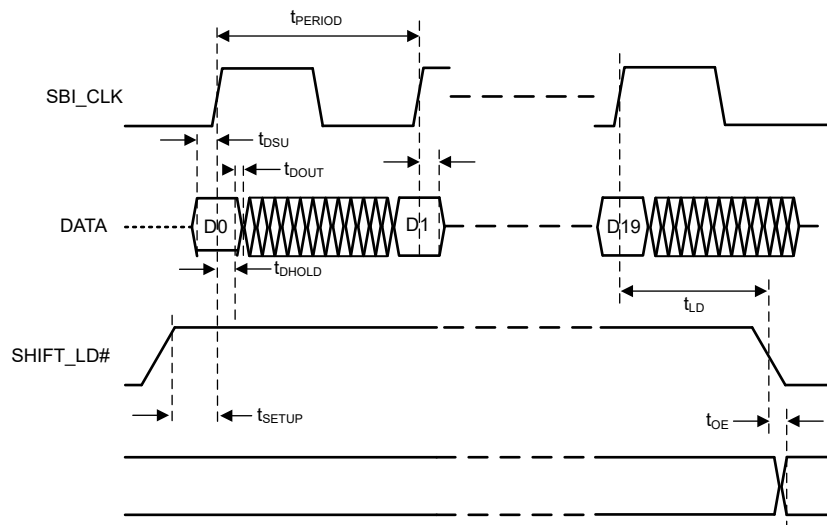 tPERIOD
SBI_CLK
tDSU
tDOUT
DATA
D0
D1
D19
tDHOLD
tLD
SHIFT_LD#
tSETUP
tOE